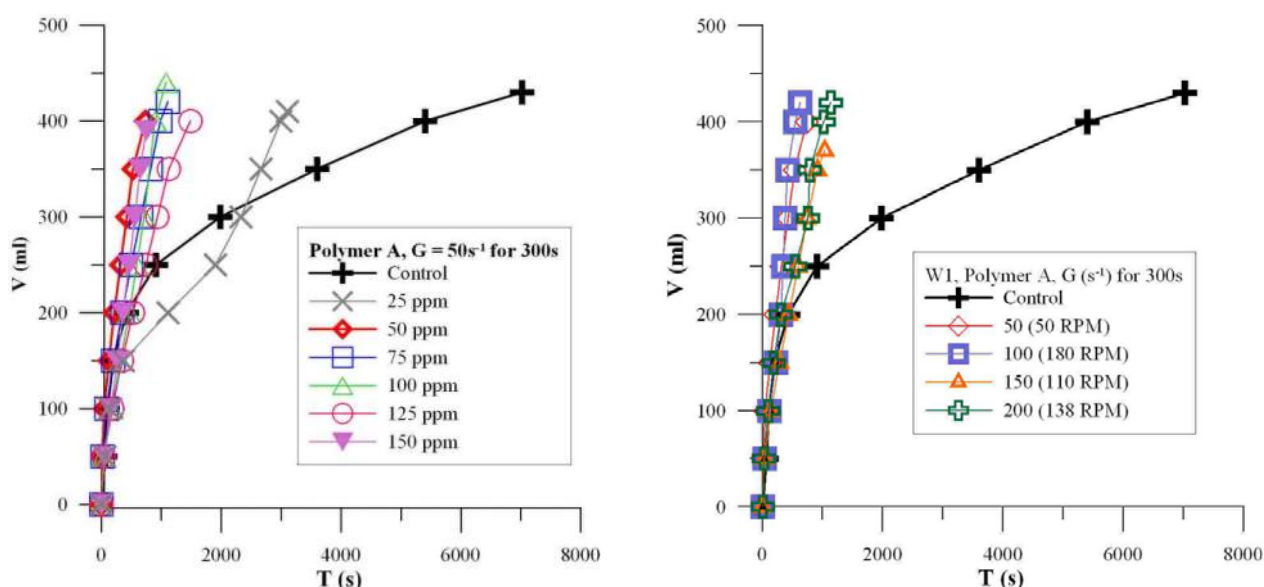 500
400
300
200
100
0
V (ml)
0 2000 4000 6000 8000
T (s)
Polymer A, G = 50s⁻¹ for 300s
Control
25 ppm
50 ppm
75 ppm
100 ppm
125 ppm
150 ppm
500
400
300
200
100
0
V (ml)
0 2000 4000 6000 8000
T (s)
W1, Polymer A, G (s⁻¹) for 300s
Control
50 (50 RPM)
100 (180 RPM)
150 (110 RPM)
200 (138 RPM)